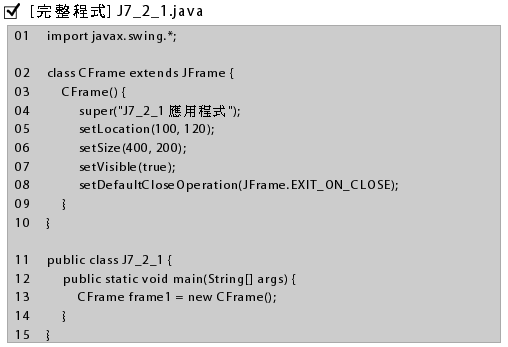 [完整程式] J7_2_1.java
01 import javax.swing.*;
02 class CFrame extends JFrame {
03 CFrame() {
04 super("J7_2_1 應用程式");
05 setLocation(100, 120);
06 setSize(400, 200);
07 setVisible(true);
08 setDefaultCloseOperation(JFrame.EXIT_ON_CLOSE);
09 }
10 }
11 public class J7_2_1 {
12 public static void main(String[] args) {
13 CFrame frame1 = new CFrame();
14 }
15 }